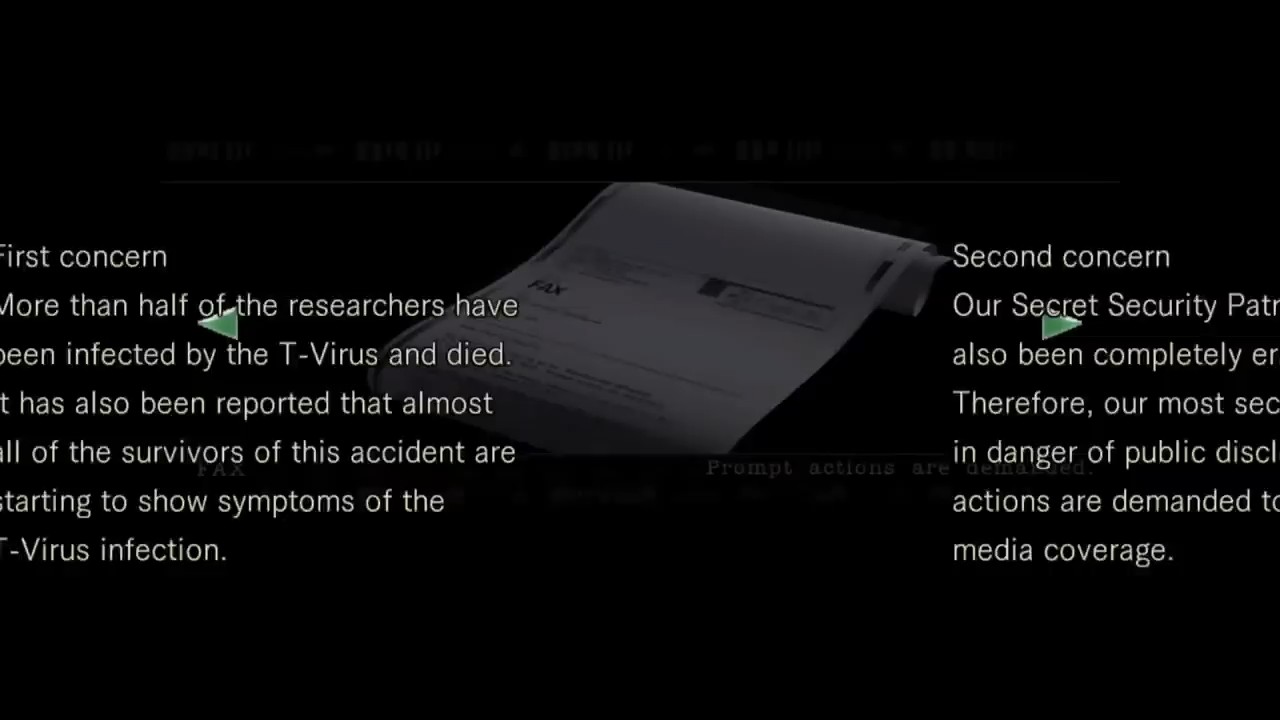 First concern
More than half of the researchers have
been infected by the T-Virus and died.
It has also been reported that almost
all of the survivors of this accident are
starting to show symptoms of the
T-Virus infection.
Second concern
Our Secret Security Patr
also been completely er
Therefore, our most sec
in danger of public discl
actions are demanded to
media coverage.
FAX
FAX
Prompt actions are demanded.